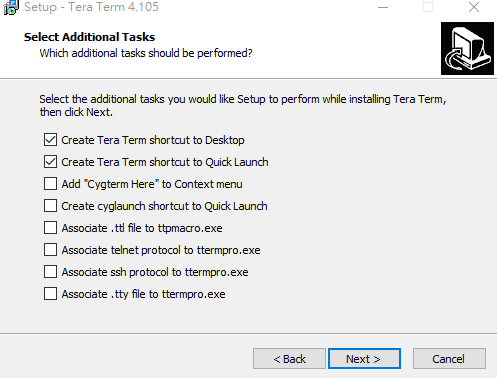 Setup - Tera Term 4.105
Select Additional Tasks
Which additional tasks should be performed?
Select the additional tasks you would like Setup to perform while installing Tera Term,
then click Next.
Create Tera Term shortcut to Desktop
Create Tera Term shortcut to Quick Launch
Add "Cygterm Here" to Context menu
Create cyglaunch shortcut to Quick Launch
Associate .ttl file to ttpmacro.exe
Associate telnet protocol to ttermpro.exe
Associate ssh protocol to ttermpro.exe
Associate .tty file to ttermpro.exe
< Back
Next >
Cancel